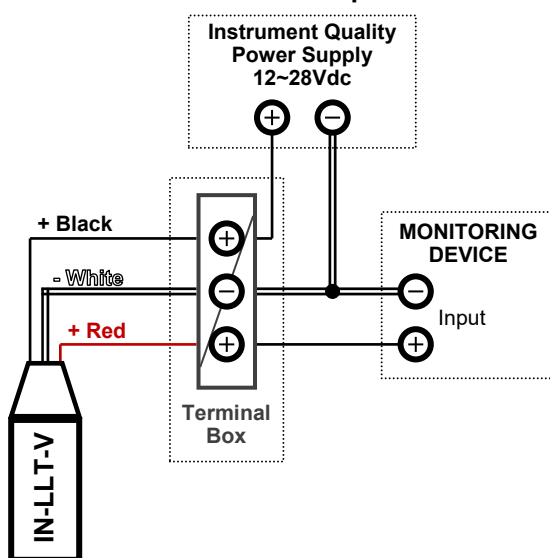 Instrument Quality
Power Supply
12~28Vdc
+ −
+ Black
- White
+ Red
+
−
+
MONITORING
DEVICE
−
Input
+
Terminal
Box
IN-LLT-V